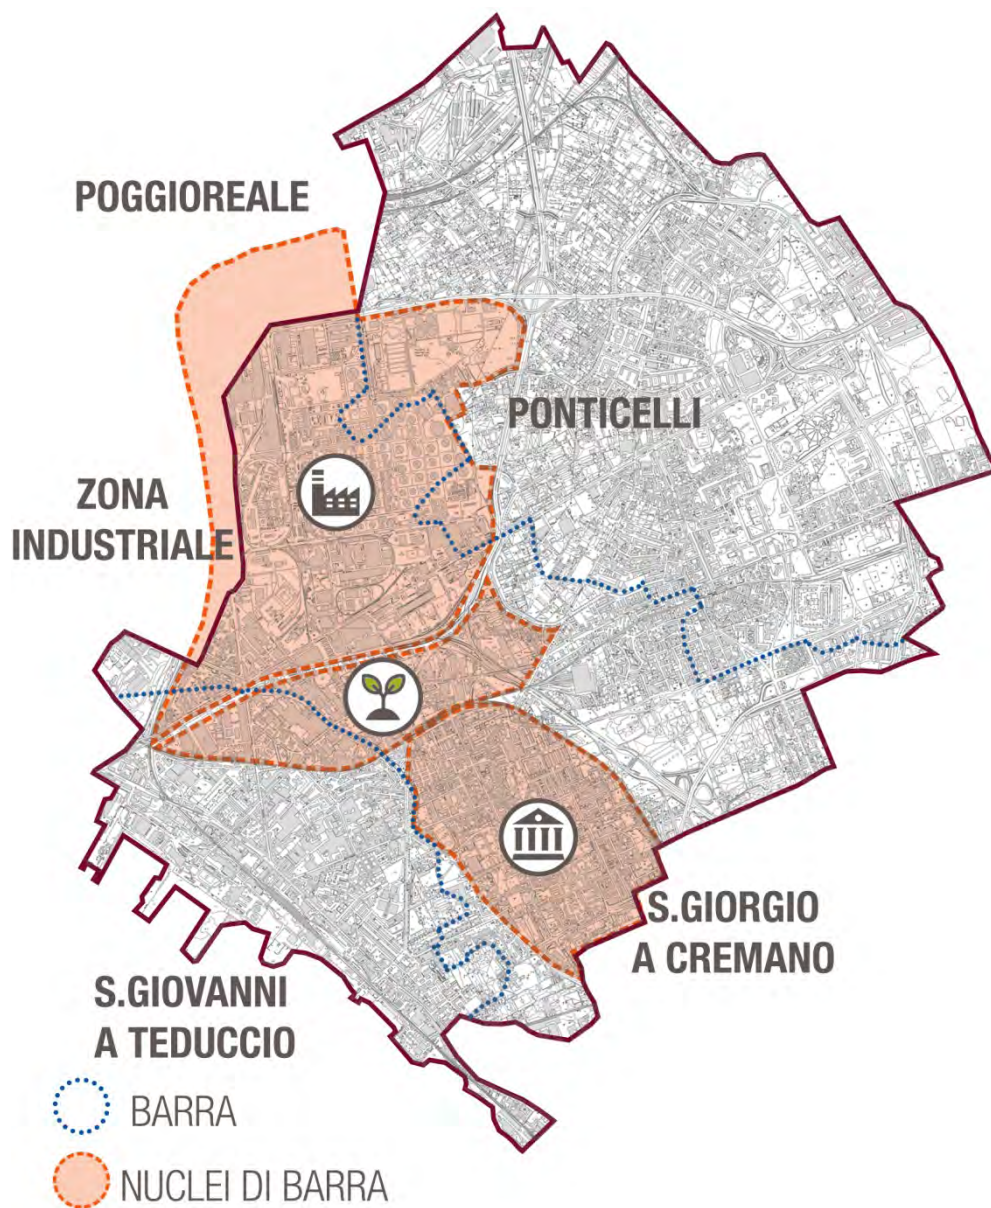 POGGIOREALE
PONTICELLI
ZONA
INDUSTRIALE
S.GIORGIO
A CREMANO
S.GIOVANNI
A TEDUCCIO
BARRA
NUCLEI DI BARRA